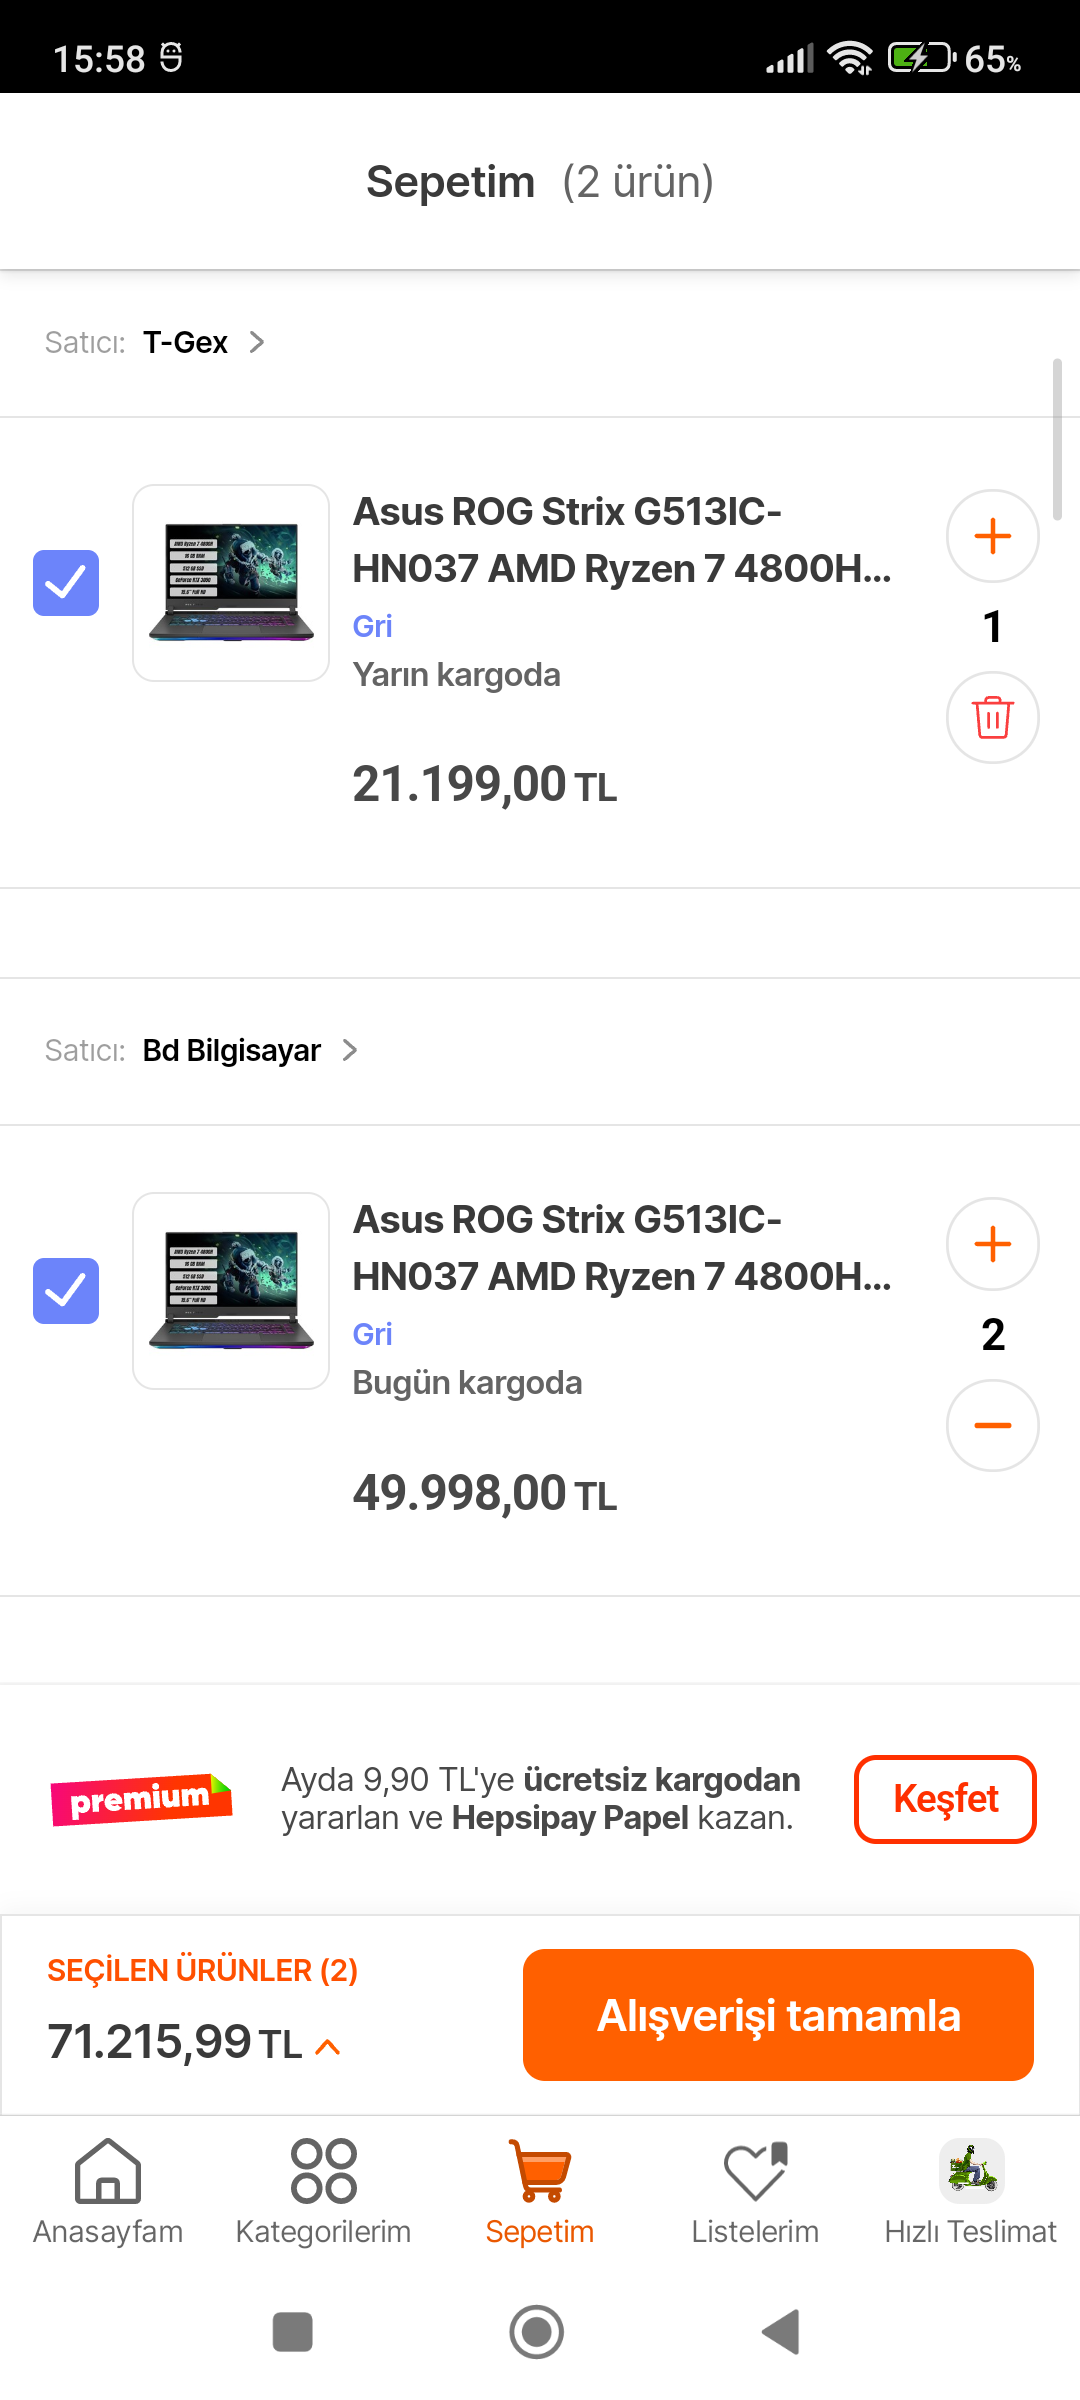 15:58
65%
Sepetim (2 ürün)
Satıcı: T-Gex
Asus ROG Strix G513IC-
HN037 AMD Ryzen 7 4800H...
Gri
Yarın kargoda
1
21.199,00 TL
Satıcı: Bd Bilgisayar
Asus ROG Strix G513IC-
HN037 AMD Ryzen 7 4800H...
Gri
Bugün kargoda
2
49.998,00 TL
premium
Ayda 9,90 TL'ye ücretsiz kargodan
yararlan ve Hepsipay Papel kazan.
Keşfet
SEÇİLEN ÜRÜNLER (2)
71.215,99 TL
Alışverişi tamamla
Anasayfam
Kategorilerim
Sepetim
Listelerim
Hızlı Teslimat